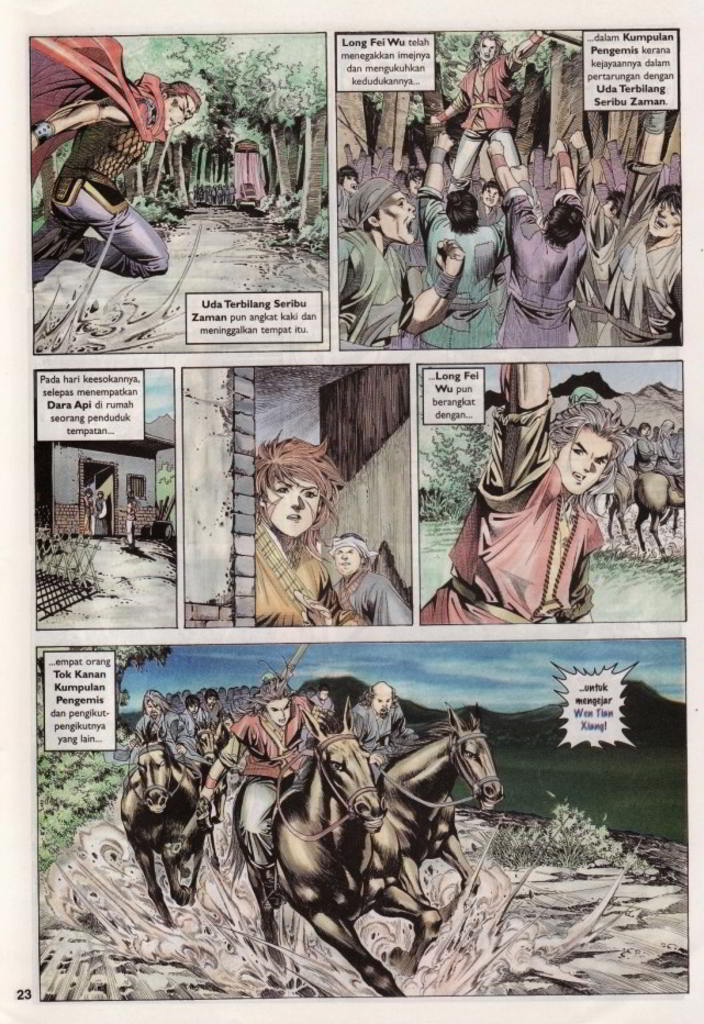 Uda Terbilang Seribu
Zaman pun angkat kaki dan
meninggalkan tempat itu.
Long Fei Wu telah
menegakkan imejnya
dan mengukuhkan
kedudukannya...
...dalam Kumpulan
Pengemis kerana
kejayaannya dalam
pertarungan dengan
Uda Terbilang
Seribu Zaman.
Pada hari keesokannya,
selepas menempatkan
Dara Api di rumah
seorang penduduk
tempatan...
...Long Fei
Wu pun
berangkat
dengan...
...empat orang
Tok Kanan
Kumpulan
Pengemis
dan pengikut-
pengikutnya
yang lain...
...untuk
mengejar
Wen Tian
Xiang!
23